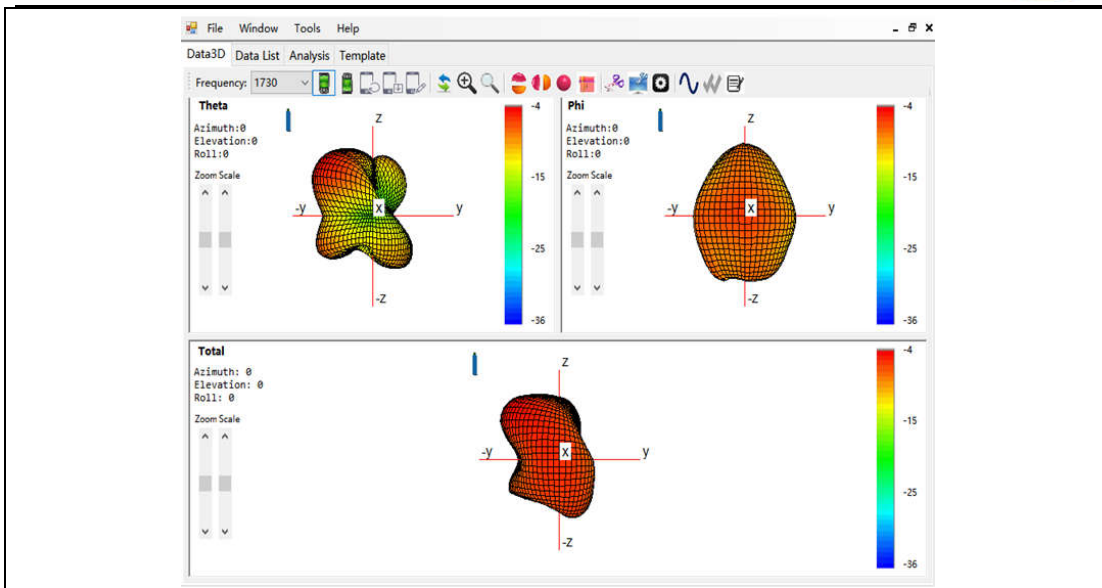 File Window Tools Help
Data3D Data List Analysis Template
Frequency: 1730
Theta
Azimuth:0
Elevation:0
Roll:0
Zoom Scale
Z
-y
X
y
-Z
-4
-15
-25
-36
Phi
Azimuth:0
Elevation:0
Roll:0
Zoom Scale
Z
-y
X
y
-Z
-4
-15
-25
-36
Total
Azimuth: 0
Elevation: 0
Roll: 0
Zoom Scale
Z
-y
X
y
-Z
-4
-15
-25
-36